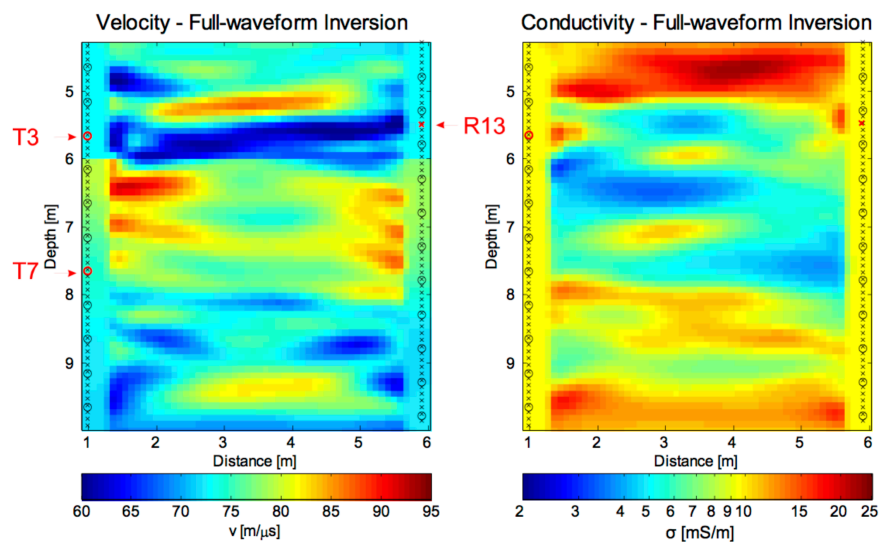 Velocity - Full-waveform Inversion
Conductivity - Full-waveform Inversion
5
6
7
8
9
Depth [m]
T3
T7
R13
5
6
7
8
9
Depth [m]
1 2 3 4 5 6
Distance [m]
1 2 3 4 5 6
Distance [m]
60 65 70 75 80 85 90 95
v [m/μs]
2 3 4 5 6 7 8 9 10 15 20 25
σ [mS/m]